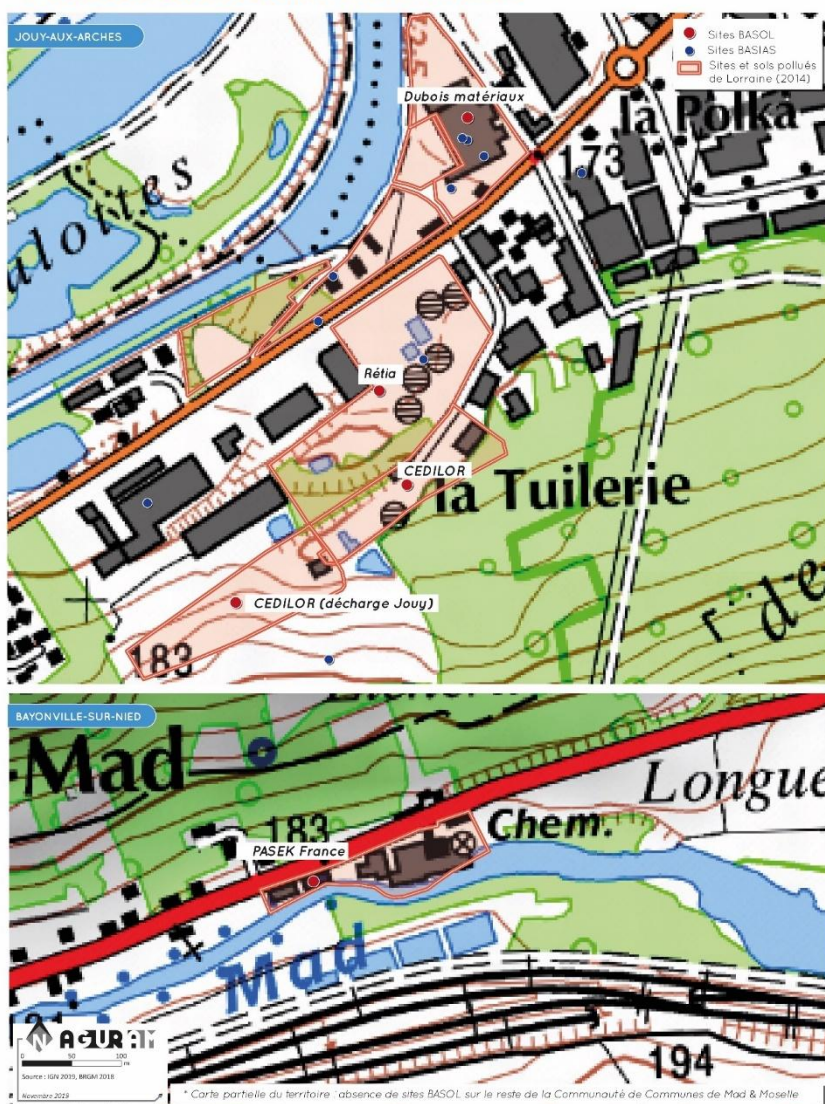 JOUY-AUX-ARCHES
Sites BASOL
Sites BASIAS
Sites et sols pollués
de Lorraine (2014)
Dubois matériaux
la Polka
173
alottes
Rétia
CEDILOR
la Tuilerie
CEDILOR (décharge Jouy)
183
r. de
BAYONVILLE-SUR-NIED
Mad
Longue
183
Chem.
PASEK France
Mad
194
N AGURAM
0 50 100
m
Source : IGN 2019, BRGM 2018
Novembre 2019
* Carte partielle du territoire : absence de sites BASOL sur le reste de la Communauté de Communes de Mad & Moselle